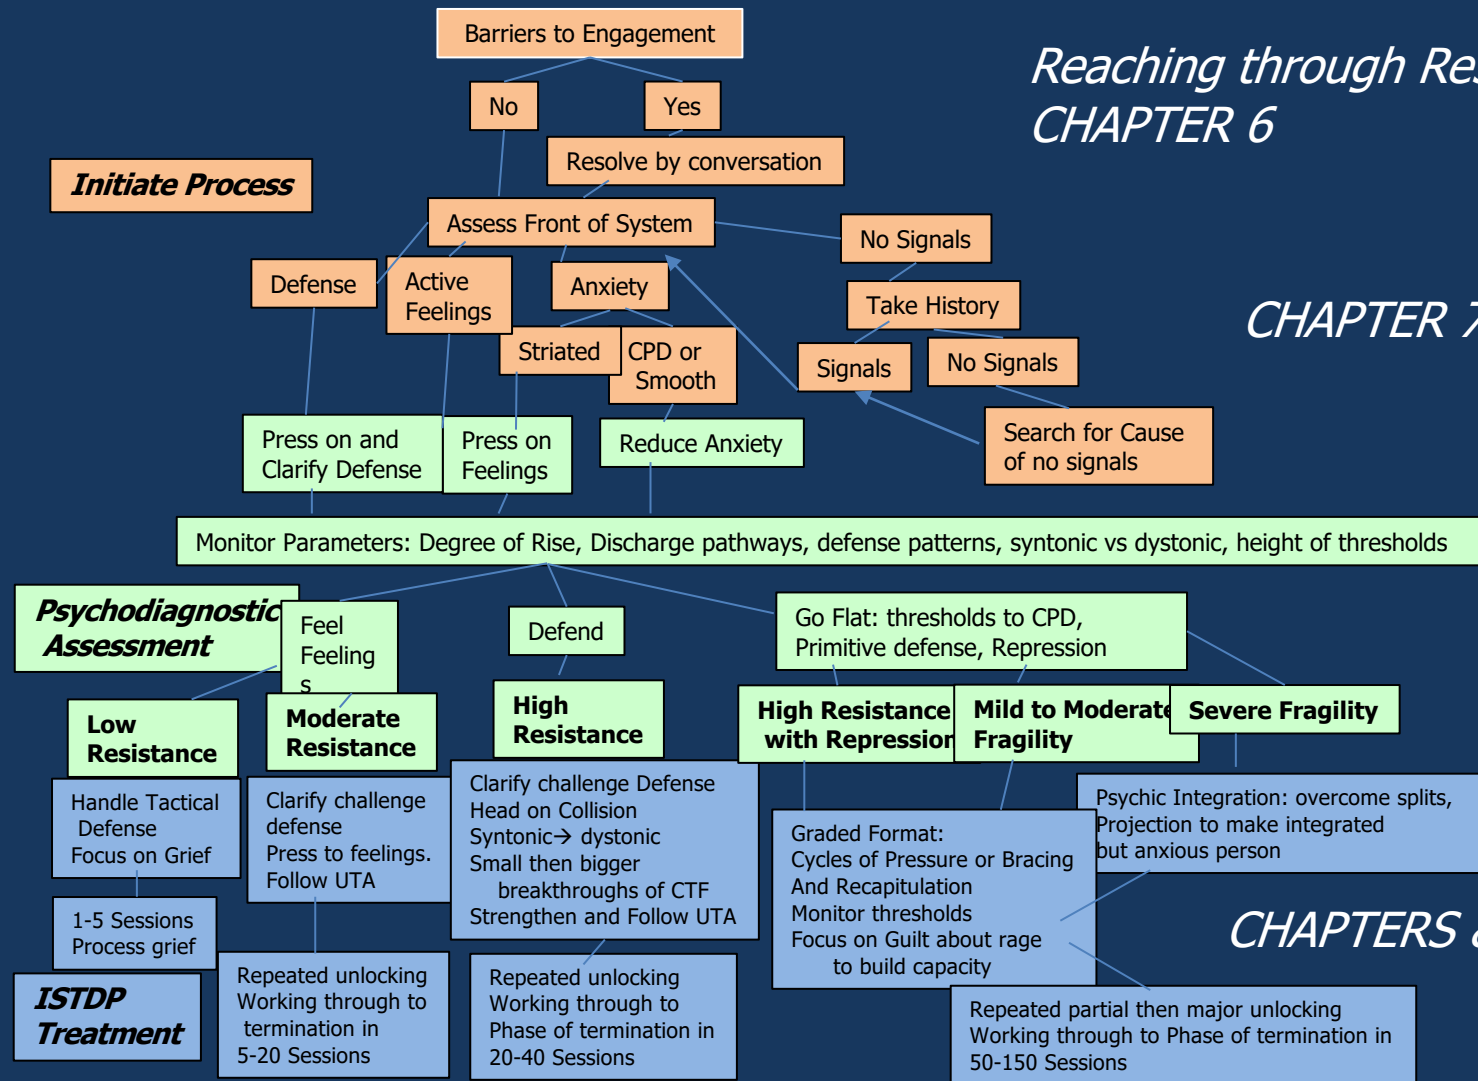 Barriers to Engagement
Reaching through
CHAPTER 6
No
Yes
Resolve by conversation
Initiate Process
Assess Front of System
No Signals
Defense
Active
Feelings
Anxiety
Take History
CHAPTER 7
Striated
CPD or
Smooth
Signals
No Signals
Press on and
Clarify Defense
Press on
Feelings
Reduce Anxiety
Search for Cause
of no signals
Monitor Parameters: Degree of Rise, Discharge pathways, defense patterns, syntonic vs dystonic, height of thresholds
Psychodiagnostic
Assessment
Feel
Feeling
s
Defend
Go Flat: thresholds to CPD,
Primitive defense, Repression
Low
Resistance
Moderate
Resistance
High
Resistance
High Resistance
with Repression
Mild to Moderate
Fragility
Severe Fragility
Handle Tactical
Defense
Focus on Grief
Clarify challenge
defense
Press to feelings.
Follow UTA
Clarify challenge Defense
Head on Collision
Syntonic→ dystonic
Small then bigger
breakthroughs of CTF
Strengthen and Follow UTA
Graded Format:
Cycles of Pressure or Bracing
And Recapitulation
Monitor thresholds
Focus on Guilt about rage
to build capacity
Psychic Integration: overcome splits,
Projection to make integrated
but anxious person
1-5 Sessions
Process grief
CHAPTERS
ISTDP
Treatment
Repeated unlocking
Working through to
termination in
5-20 Sessions
Repeated unlocking
Working through to
Phase of termination in
20-40 Sessions
Repeated partial then major unlocking
Working through to Phase of termination in
50-150 Sessions